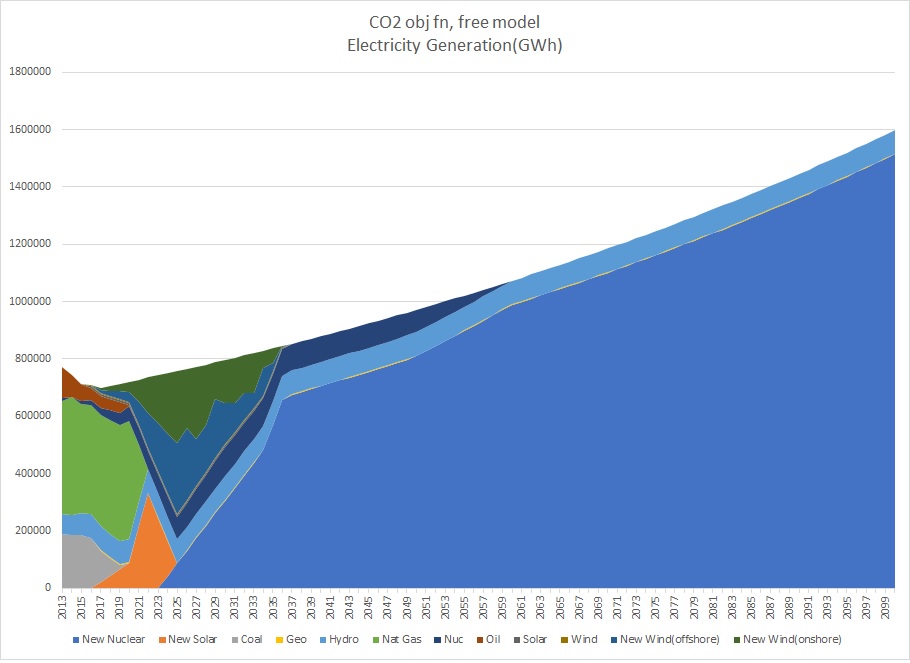 CO2 obj fn, free model
Electricity Generation(GWh)
1800000
1600000
1400000
1200000
1000000
800000
600000
400000
200000
0
2013 2015 2017 2019 2021 2023 2025 2027 2029 2031 2033 2035 2037 2039 2041 2043 2045 2047 2049 2051 2053 2055 2057 2059 2061 2063 2065 2067 2069 2071 2073 2075 2077 2079 2081 2083 2085 2087 2089 2091 2093 2095 2097 2099
New Nuclear New Solar Coal Geo Hydro Nat Gas Nuc Oil Solar Wind New Wind(offshore) New Wind(onshore)